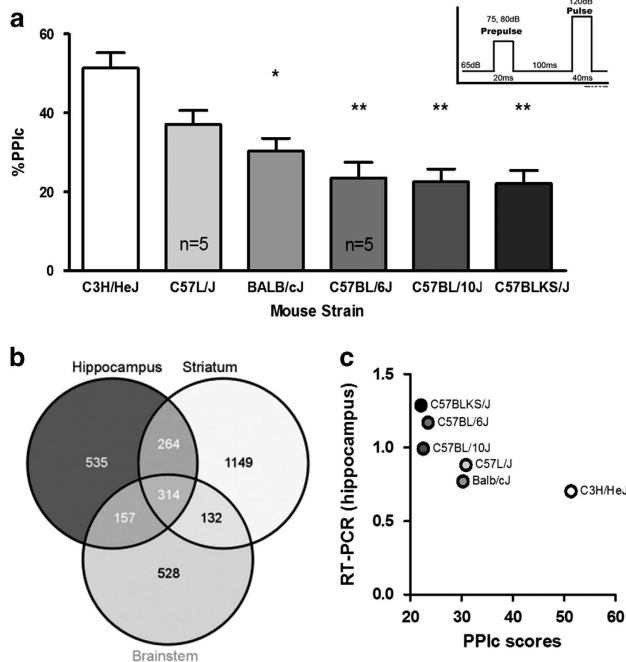 a
60
40
20
0
%PPIc
* ** ** **
n=5 n=5
C3H/HeJ C57L/J BALB/cJ C57BL/6J C57BL/10J C57BLKS/J
Mouse Strain
120dB
Pulse
75, 80dB
Prepulse
65dB 100ms
20ms 40ms
b
Hippocampus Striatum
264
535 1149
314
157 132
528
Brainstem
c
1.5
1.0
0.5
0.0
RT-PCR (hippocampus)
C57BLKS/J
C57BL/6J
C57BL/10J
C57L/J
Balb/cJ
C3H/HeJ
20 30 40 50 60
PPIc scores